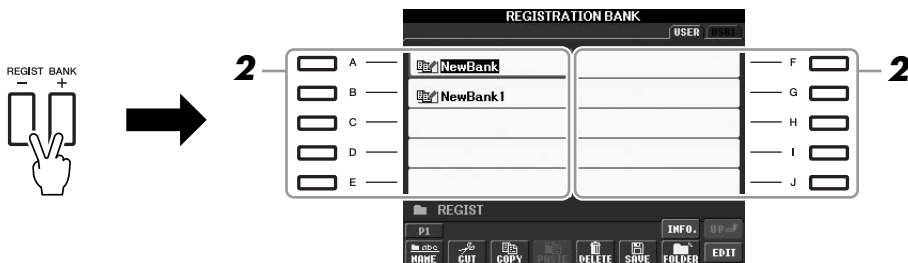 REGISTRATION BANK
USER USB1
REGIST BANK
- +
2
2
A NewBank F
B NewBank1 G
C H
D I
E J
REGIST
P1 INFO. UP
abc
NAME CUT COPY PASTE DELETE SAVE FOLDER EDIT